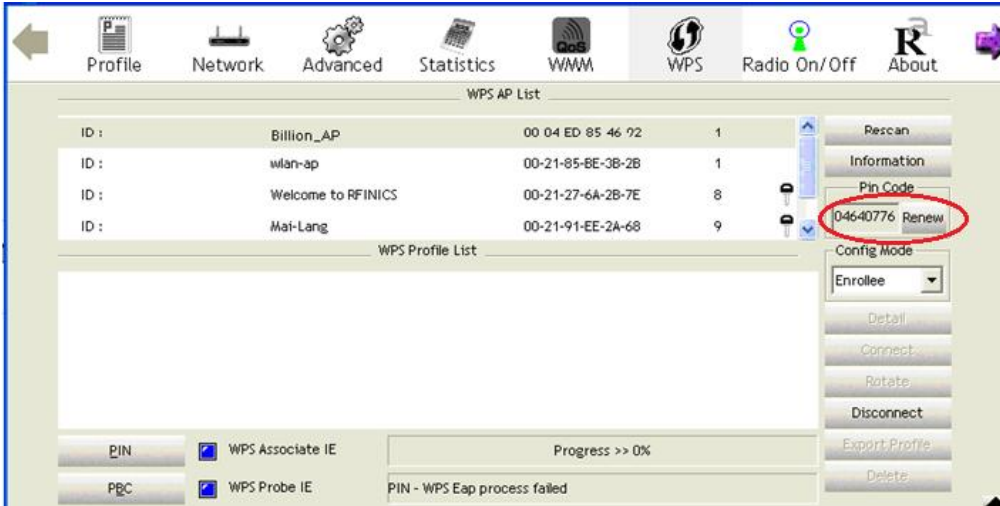 Profile Network Advanced Statistics QoS WMM WPS Radio On/Off R a About
WPS AP List
ID : Billion_AP 00 04 ED 85 46 92 1
ID : wlan-ap 00-21-85-BE-3B-2B 1
ID : Welcome to RFINICS 00-21-27-6A-2B-7E 8
ID : Mai-Lang 00-21-91-EE-2A-68 9
Rescan
Information
Pin Code
04640776 Renew
WPS Profile List
Config Mode
Enrollee
Detail
Connect
Rotate
Disconnect
Export Profile
Delete
PIN WPS Associate IE Progress >> 0%
PBC WPS Probe IE PIN - WPS Eap process failed